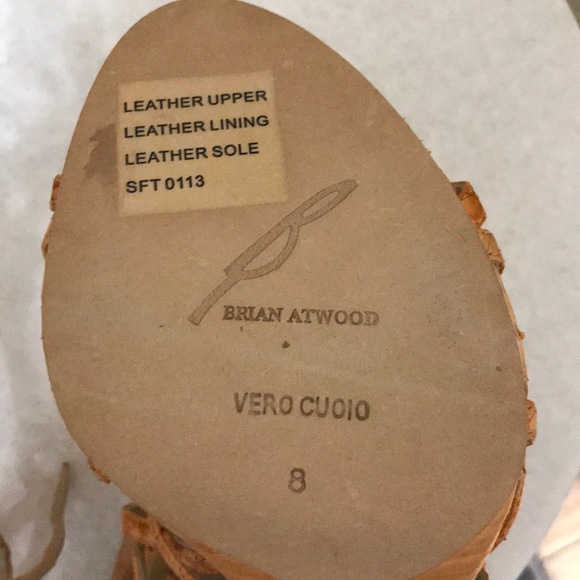 LEATHER UPPER
LEATHER LINING
LEATHER SOLE
SFT 0113
BRIAN ATWOOD
VERO CUOIO
8